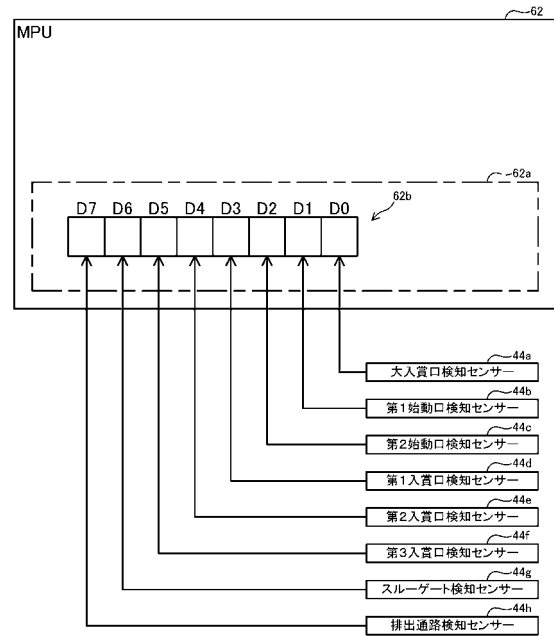 62
MPU
62a
D7 D6 D5 D4 D3 D2 D1 D0
62b
44a
大入賞口検知センサー
44b
第1始動口検知センサー
44c
第2始動口検知センサー
44d
第1入賞口検知センサー
44e
第2入賞口検知センサー
44f
第3入賞口検知センサー
44g
スルーゲート検知センサー
44h
排出通路検知センサー